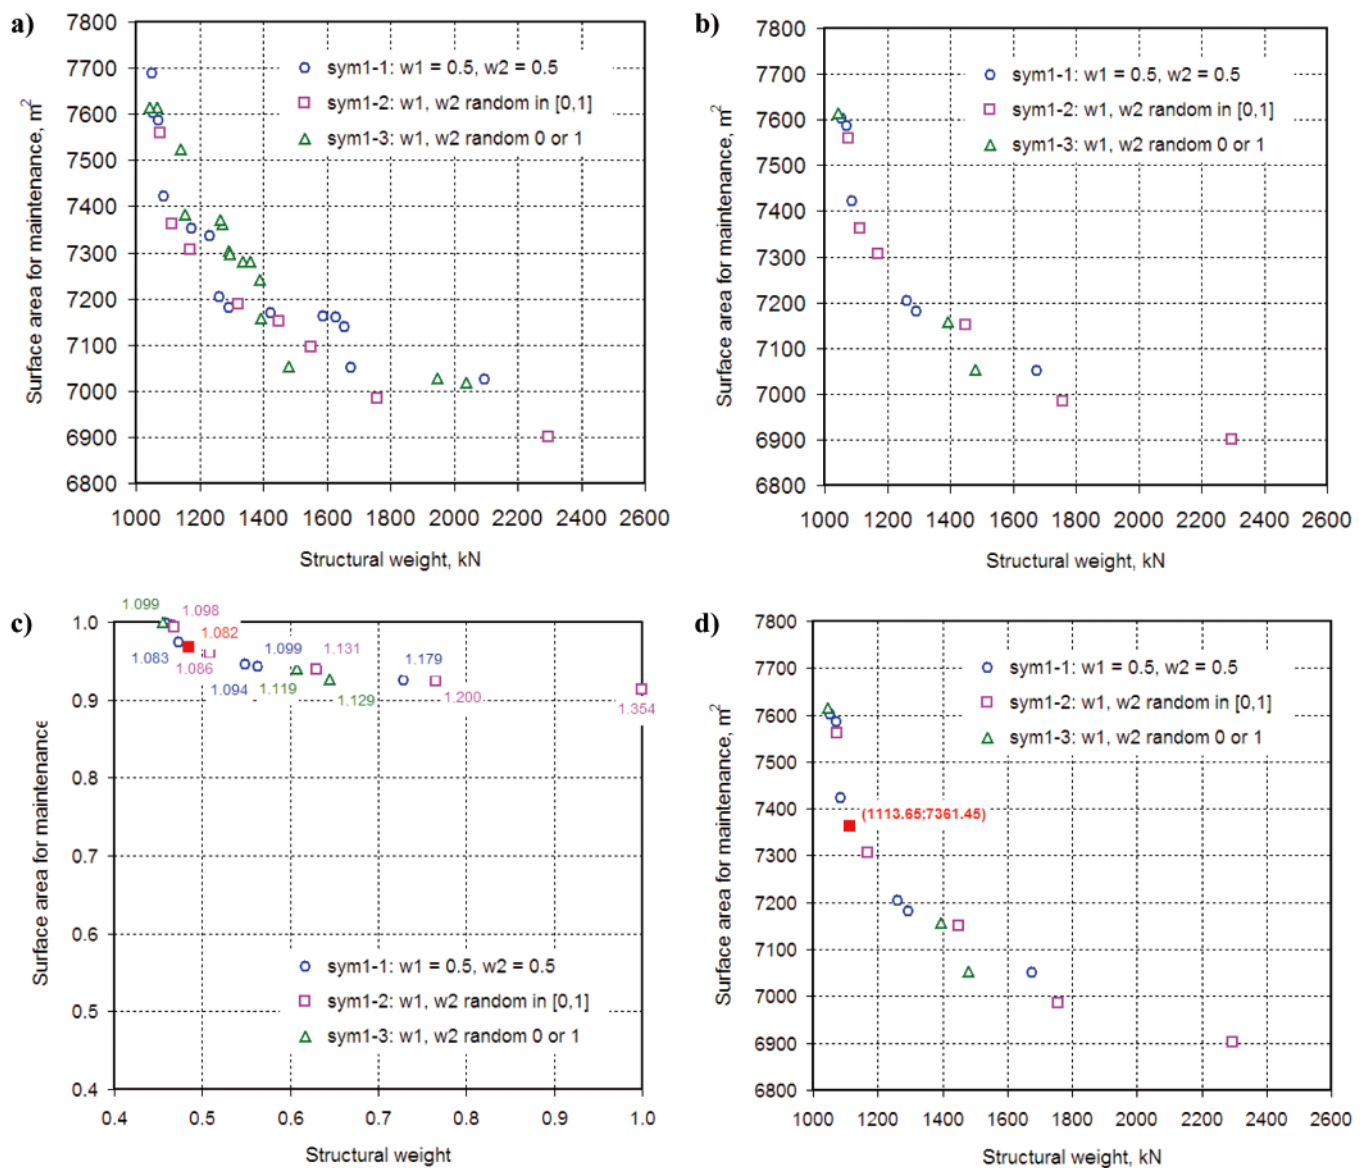 a)
7800
7700
7600
7500
7400
7300
7200
7100
7000
6900
6800
Surface area for maintenance, m²
sym1-1: w1 = 0.5, w2 = 0.5
sym1-2: w1, w2 random in [0,1]
sym1-3: w1, w2 random 0 or 1
1000 1200 1400 1600 1800 2000 2200 2400 2600
Structural weight, kN
b)
7800
7700
7600
7500
7400
7300
7200
7100
7000
6900
6800
Surface area for maintenance, m²
sym1-1: w1 = 0.5, w2 = 0.5
sym1-2: w1, w2 random in [0,1]
sym1-3: w1, w2 random 0 or 1
1000 1200 1400 1600 1800 2000 2200 2400 2600
Structural weight, kN
c)
1.0
0.9
0.8
0.7
0.6
0.5
0.4
Surface area for maintenance
1.099
1.098
1.082
1.083
1.086
1.094
1.099
1.119
1.131
1.129
1.179
1.200
1.354
sym1-1: w1 = 0.5, w2 = 0.5
sym1-2: w1, w2 random in [0,1]
sym1-3: w1, w2 random 0 or 1
0.4 0.5 0.6 0.7 0.8 0.9 1.0
Structural weight
d)
7800
7700
7600
7500
7400
7300
7200
7100
7000
6900
6800
Surface area for maintenance, m²
sym1-1: w1 = 0.5, w2 = 0.5
sym1-2: w1, w2 random in [0,1]
sym1-3: w1, w2 random 0 or 1
(1113.65;7361.45)
1000 1200 1400 1600 1800 2000 2200 2400 2600
Structural weight, kN